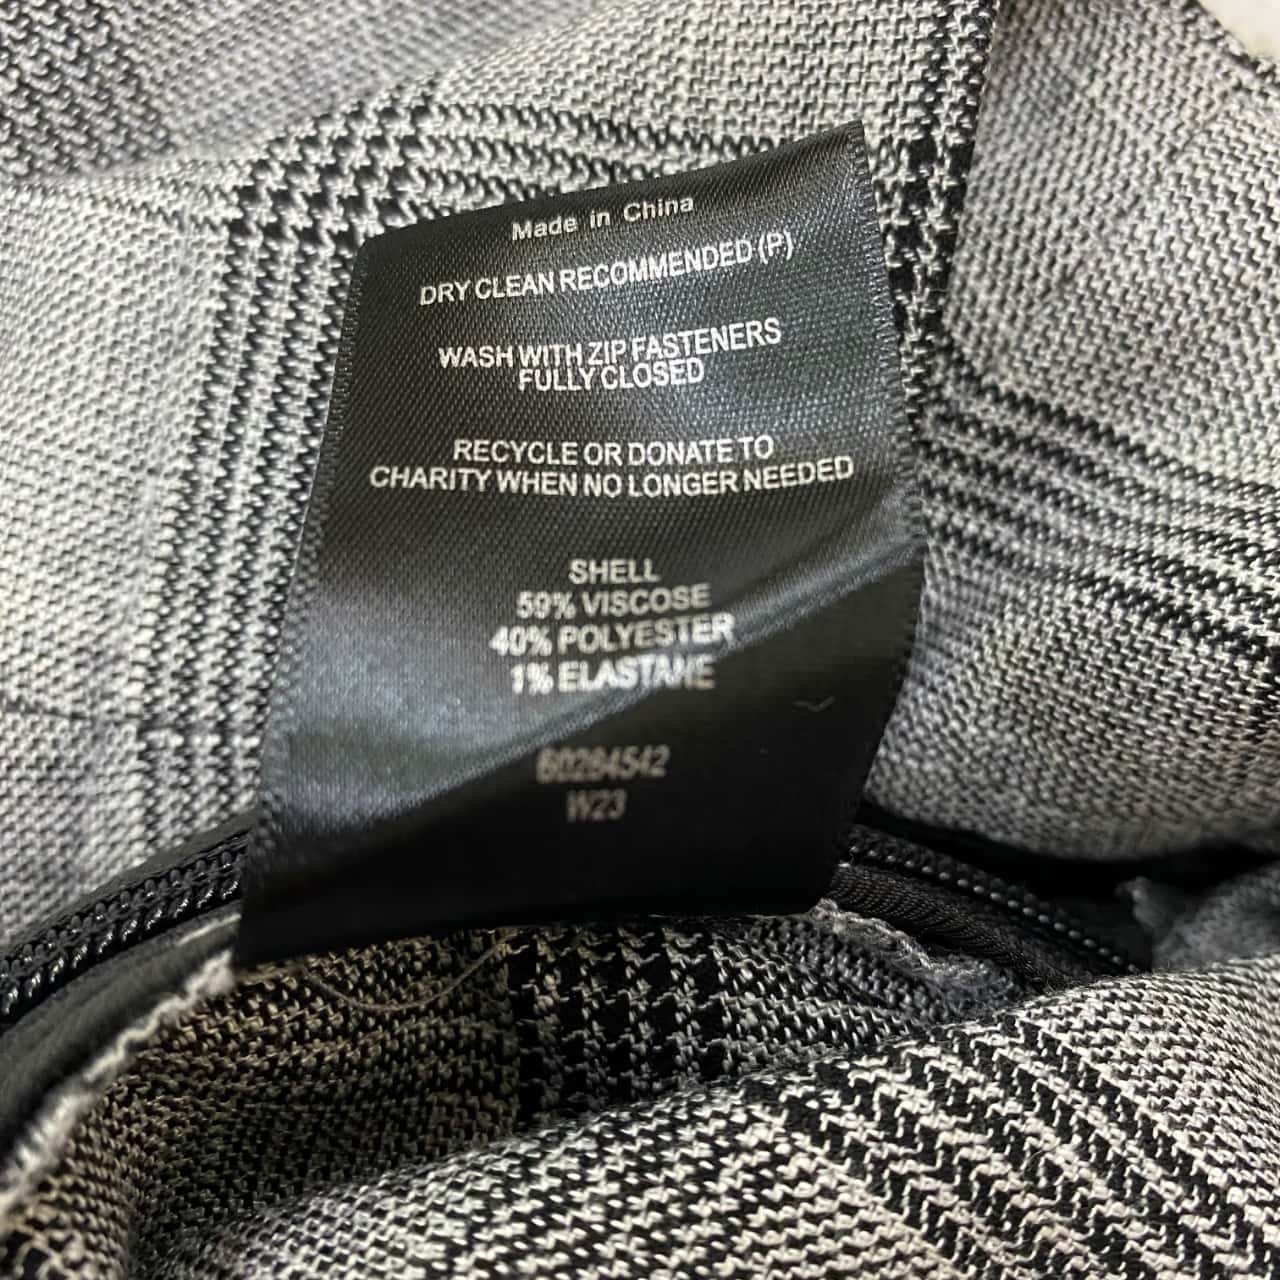 Made in China
DRY CLEAN RECOMMENDED (P)
WASH WITH ZIP FASTENERS
FULLY CLOSED
RECYCLE OR DONATE TO
CHARITY WHEN NO LONGER NEEDED
SHELL
59% VISCOSE
40% POLYESTER
1% ELASTANE
60284542
W23